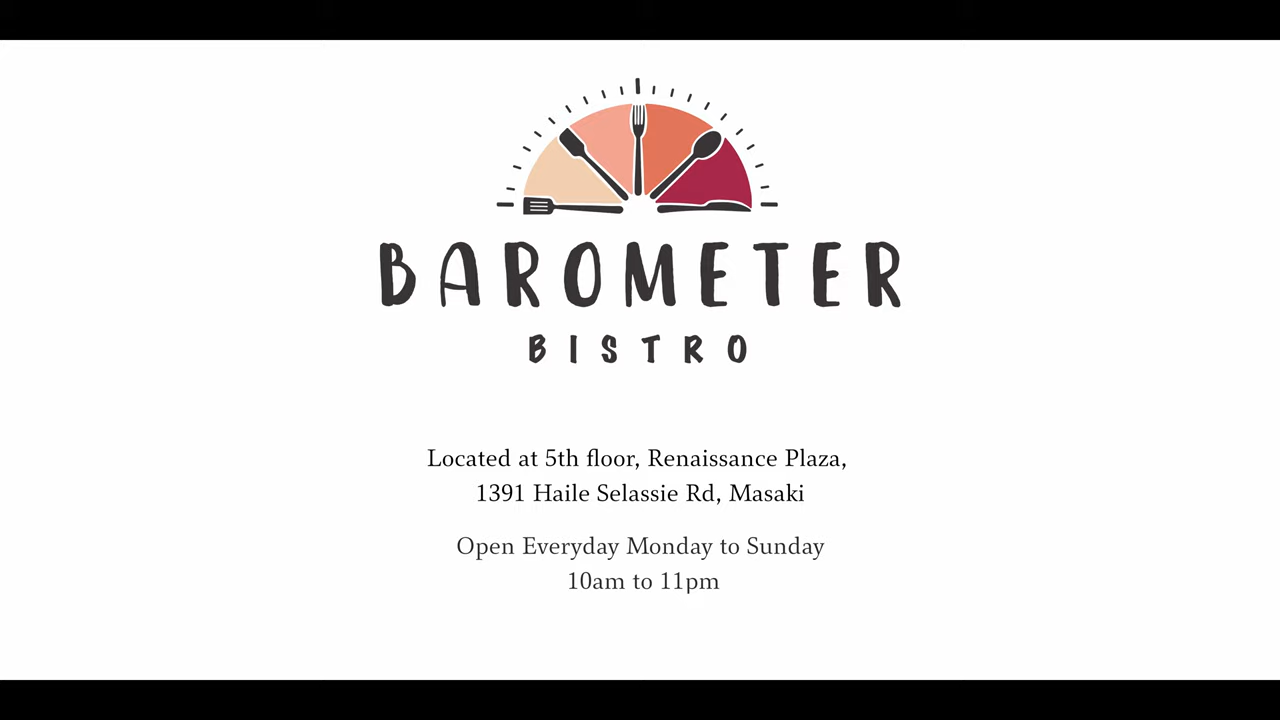 BAROMETER
BISTRO
Located at 5th floor, Renaissance Plaza,
1391 Haile Selassie Rd, Masaki
Open Everyday Monday to Sunday
10am to 11pm